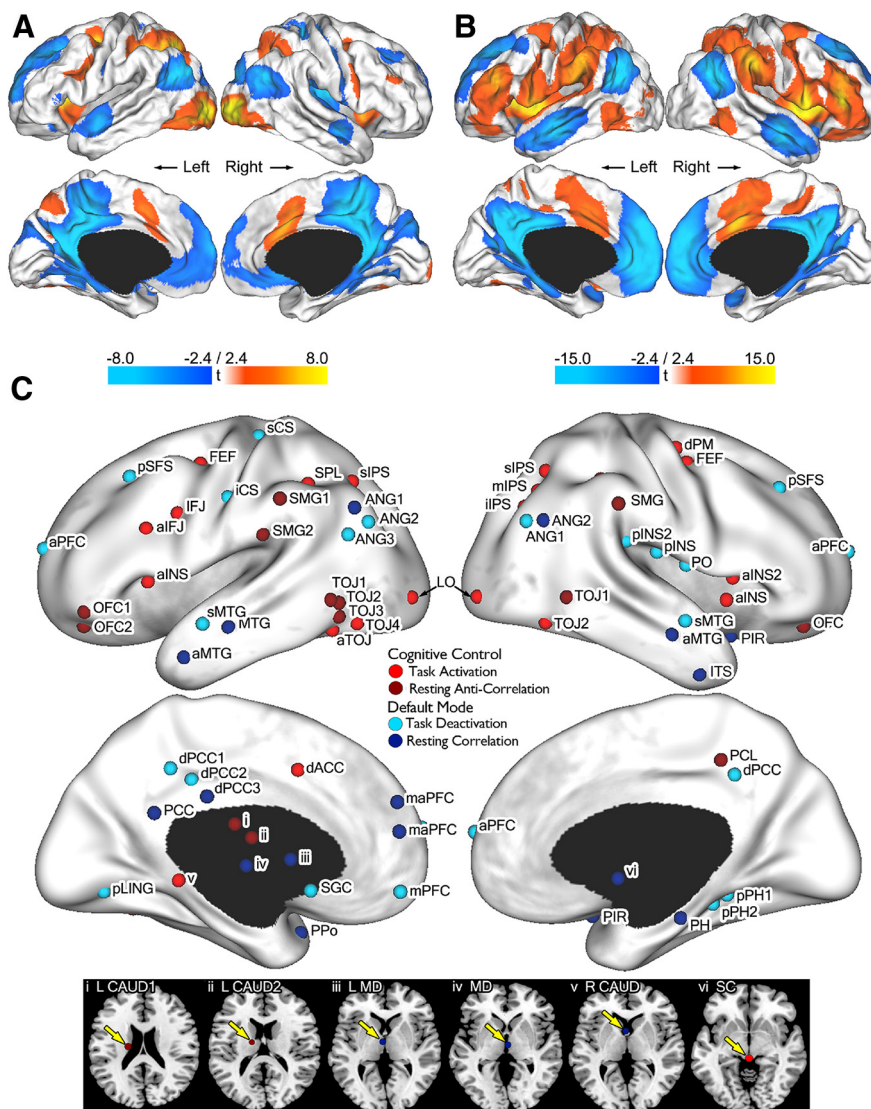 A
B
← Left Right →
← Left Right →
-8.0 -2.4 / 2.4 8.0
t
-15.0 -2.4 / 2.4 15.0
t
C
sCS
pSFS
FEF
SPL
sIPS
iCS
SMG1
ANG1
IFJ
aIFJ
SMG2
ANG2
ANG3
aPFC
aINS
OFC1
OFC2
sMTG
MTG
aMTG
TOJ1
TOJ2
TOJ3
TOJ4
aTOJ
LO
dPM
FEF
sIPS
mIPS
iIPS
SMG
pSFS
ANG2
ANG1
pINS2
pINS
PO
aPFC
aINS2
aINS
TOJ1
TOJ2
sMTG
aMTG
PIR
OFC
ITS
Cognitive Control
Task Activation
Resting Anti-Correlation
Default Mode
Task Deactivation
Resting Correlation
dPCC1
dPCC2
dPCC3
PCC
dACC
maPFC
maPFC
i
ii
iv
iii
v
pLING
SGC
mPFC
PPo
PCL
dPCC
aPFC
vi
PIR
PH
pPH1
pPH2
i L CAUD1
ii L CAUD2
iii L MD
iv MD
v R CAUD
vi SC